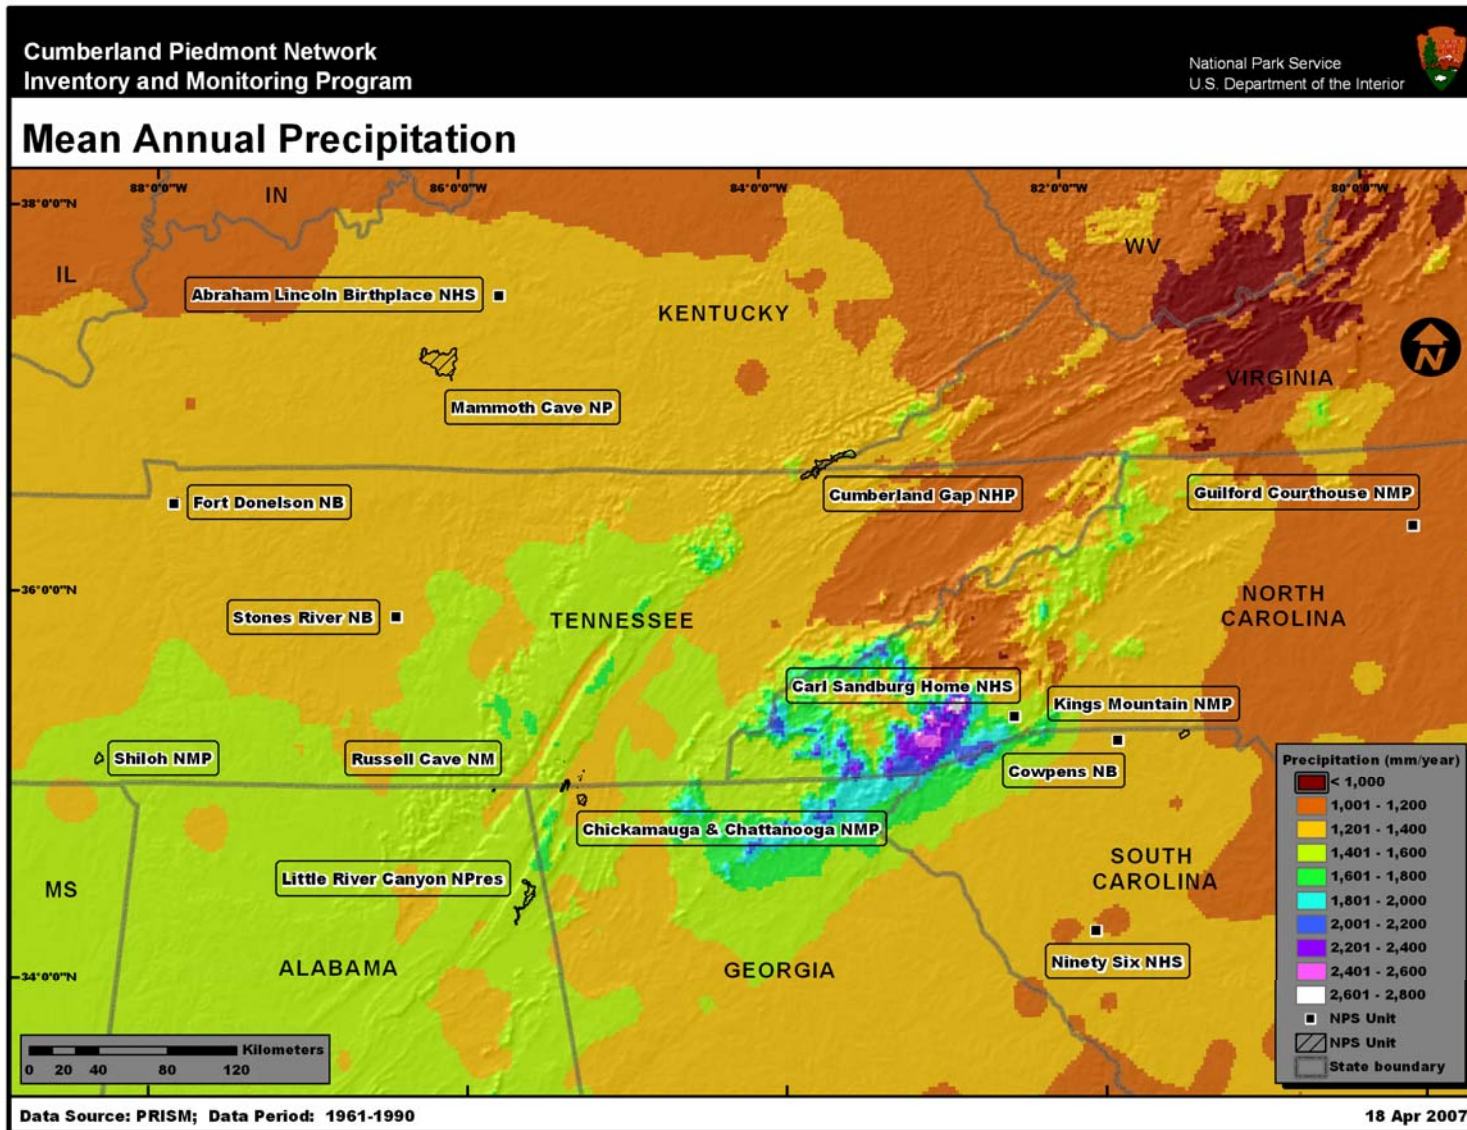 Cumberland Piedmont Network
Inventory and Monitoring Program
National Park Service
U.S. Department of the Interior
Mean Annual Precipitation
88°0'0"W
86°0'0"W
84°0'0"W
82°0'0"W
80°0'0"W
38°0'0"N
IN
IL
WV
Abraham Lincoln Birthplace NHS
KENTUCKY
N
VIRGINIA
Mammoth Cave NP
Fort Donelson NB
Cumberland Gap NHP
Guilford Courthouse NMP
36°0'0"N
Stones River NB
TENNESSEE
NORTH
CAROLINA
Carl Sandburg Home NHS
Kings Mountain NMP
Shiloh NMP
Russell Cave NM
Cowpens NB
Chickamauga & Chattanooga NMP
MS
Little River Canyon NPres
SOUTH
CAROLINA
ALABAMA
GEORGIA
Ninety Six NHS
34°0'0"N
Precipitation (mm/year)
< 1,000
1,001 - 1,200
1,201 - 1,400
1,401 - 1,600
1,601 - 1,800
1,801 - 2,000
2,001 - 2,200
2,201 - 2,400
2,401 - 2,600
2,601 - 2,800
NPS Unit
NPS Unit
State boundary
Kilometers
0 20 40 80 120
Data Source: PRISM; Data Period: 1961-1990
18 Apr 2007